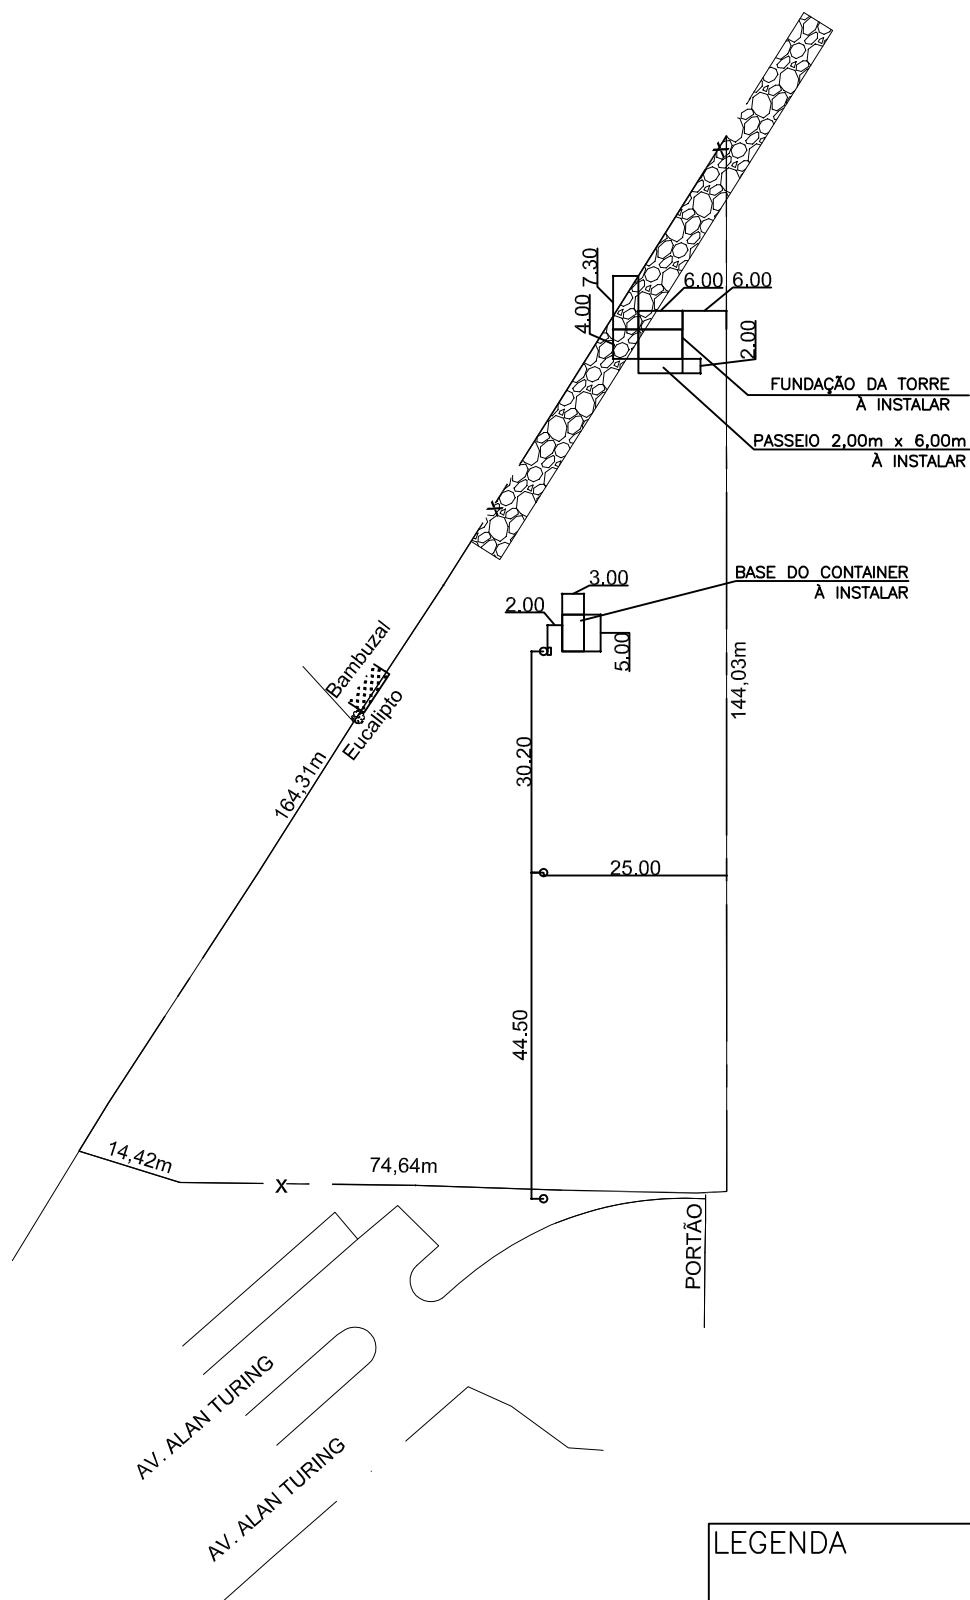 7.30
6.00
6.00
4.00
2.00
FUNDAÇÃO DA TORRE
À INSTALAR
PASSEIO 2,00m x 6,00m
À INSTALAR
x
x
BASE DO CONTAINER
À INSTALAR
3.00
2.00
5.00
Bambuzal
Eucalipto
144,03m
164,31m
30.20
25.00
44.50
14,42m
x
74,64m
PORTÃO
AV. ALAN TURING
AV. ALAN TURING
LEGENDA